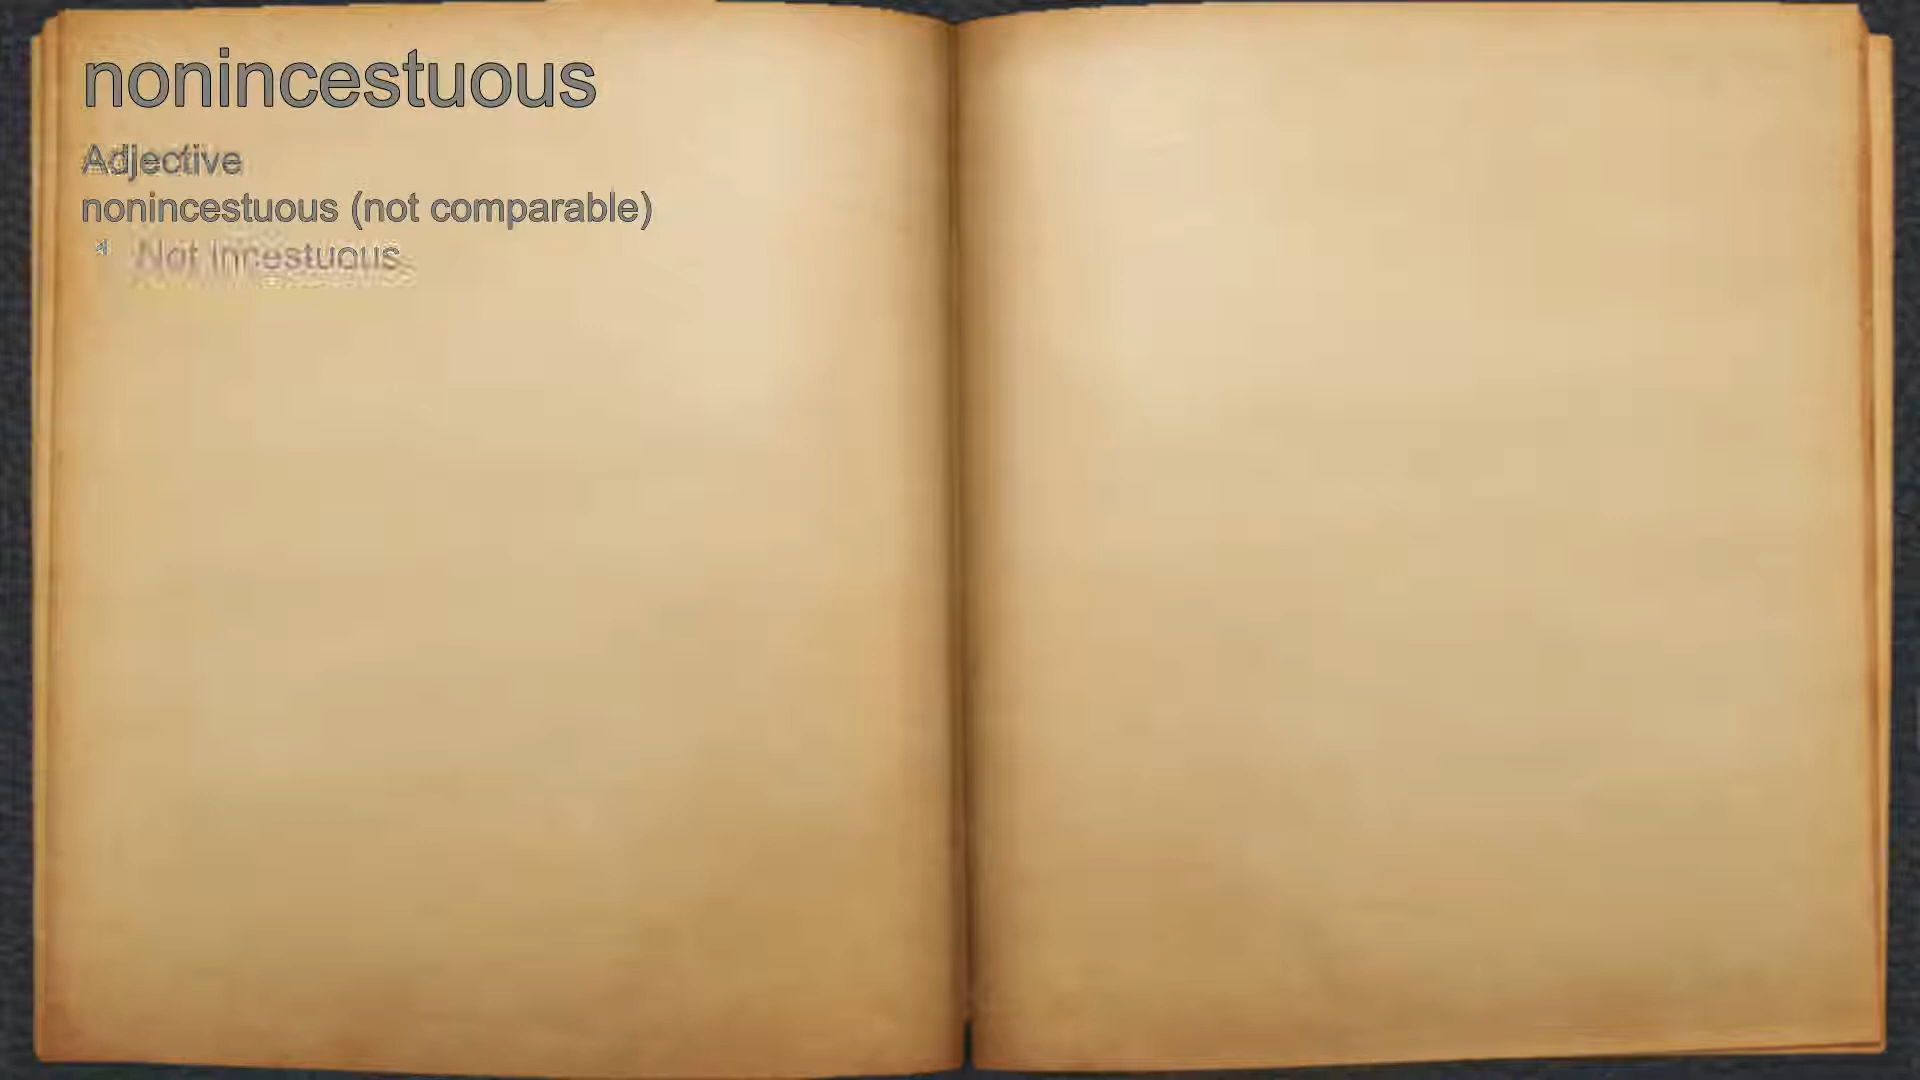 nonincestuous
Adjective
nonincestuous (not comparable)
Not Incestuous